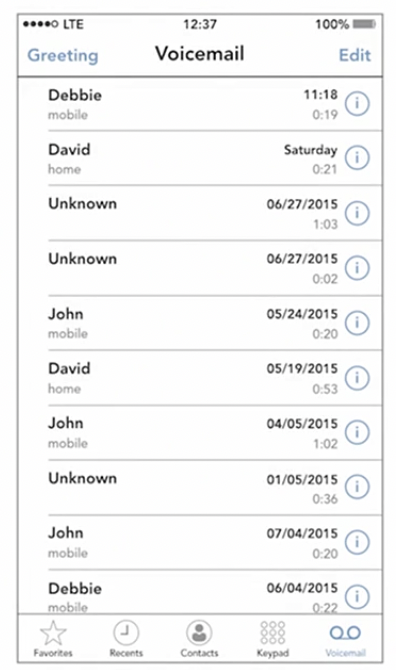 LTE 12:37 100%
Greeting Voicemail Edit
Debbie 11:18
mobile 0:19
David Saturday
home 0:21
Unknown 06/27/2015
1:03
Unknown 06/27/2015
0:02
John 05/24/2015
mobile 0:20
David 05/19/2015
home 0:53
John 04/05/2015
mobile 1:02
Unknown 01/05/2015
0:36
John 07/04/2015
mobile 0:20
Debbie 06/04/2015
mobile 0:22
Favorites Recents Contacts Keypad Voicemail